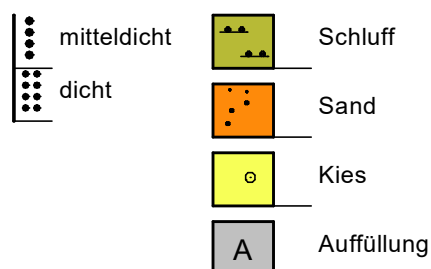 mitteldicht
dicht
Schluff
Sand
Kies
A Auffüllung